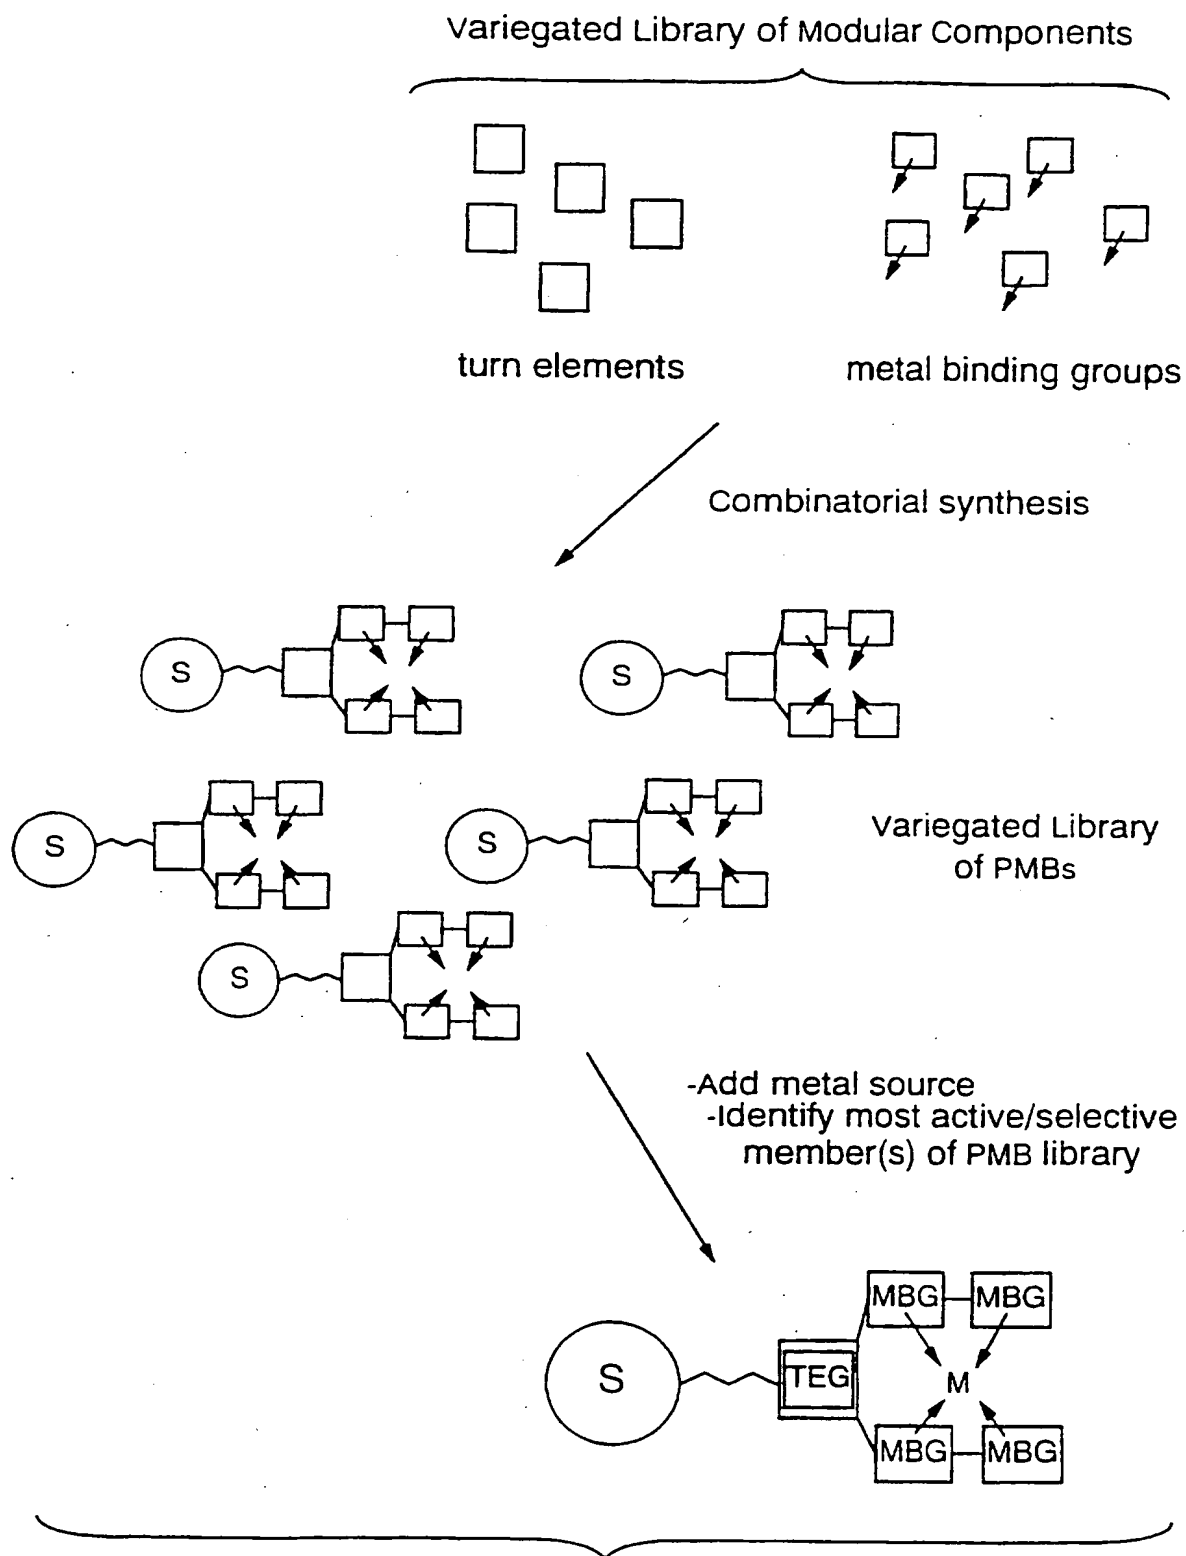 Variegated Library of Modular Components
turn elements
metal binding groups
Combinatorial synthesis
S
S
S
S
Variegated Library
of PMBs
S
-Add metal source
-Identify most active/selective
member(s) of PMB library
MBG
MBG
S
TEG
M
MBG
MBG